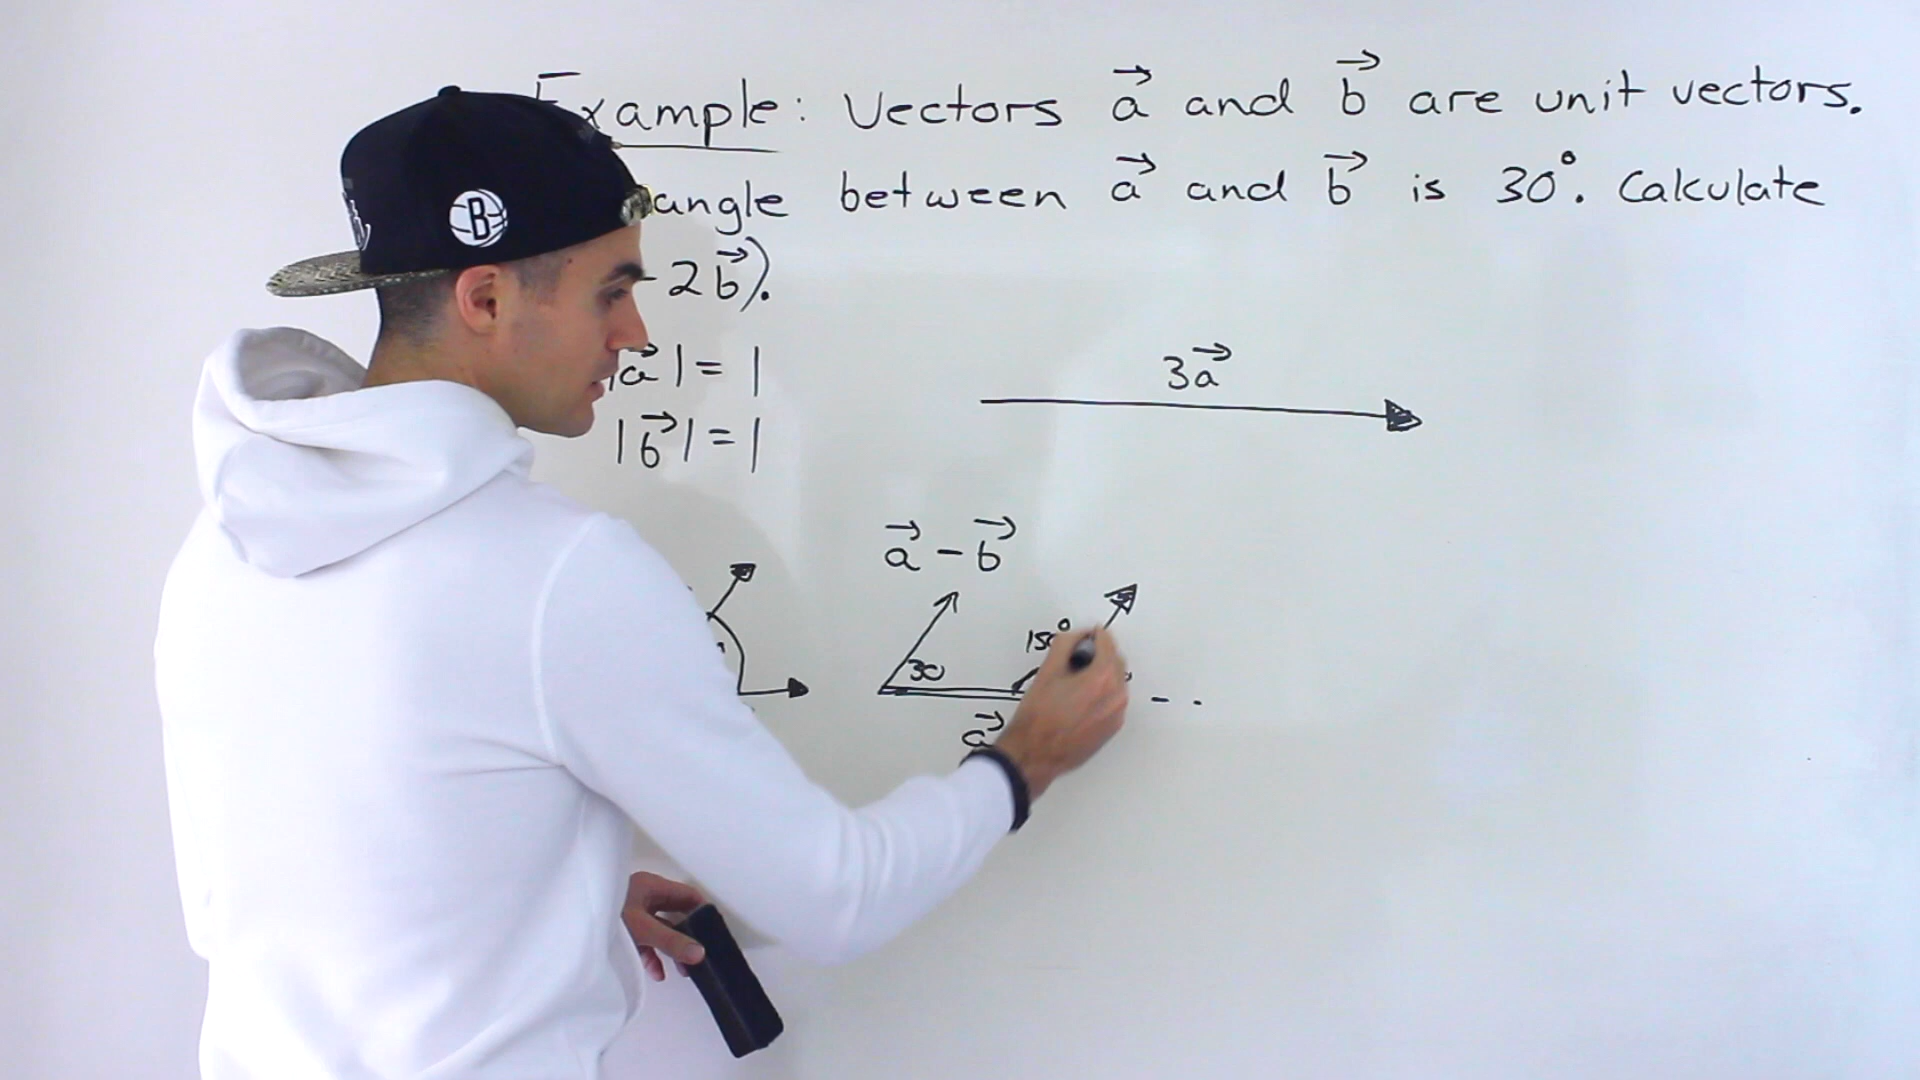 Example: Vectors a⃗ and b⃗ are unit vectors.
angle between a⃗ and b⃗ is 30°. Calculate
- 2b⃗).
|a⃗| = 1
|b⃗| = 1
3a⃗
a⃗ - b⃗
30
150°
a⃗
B